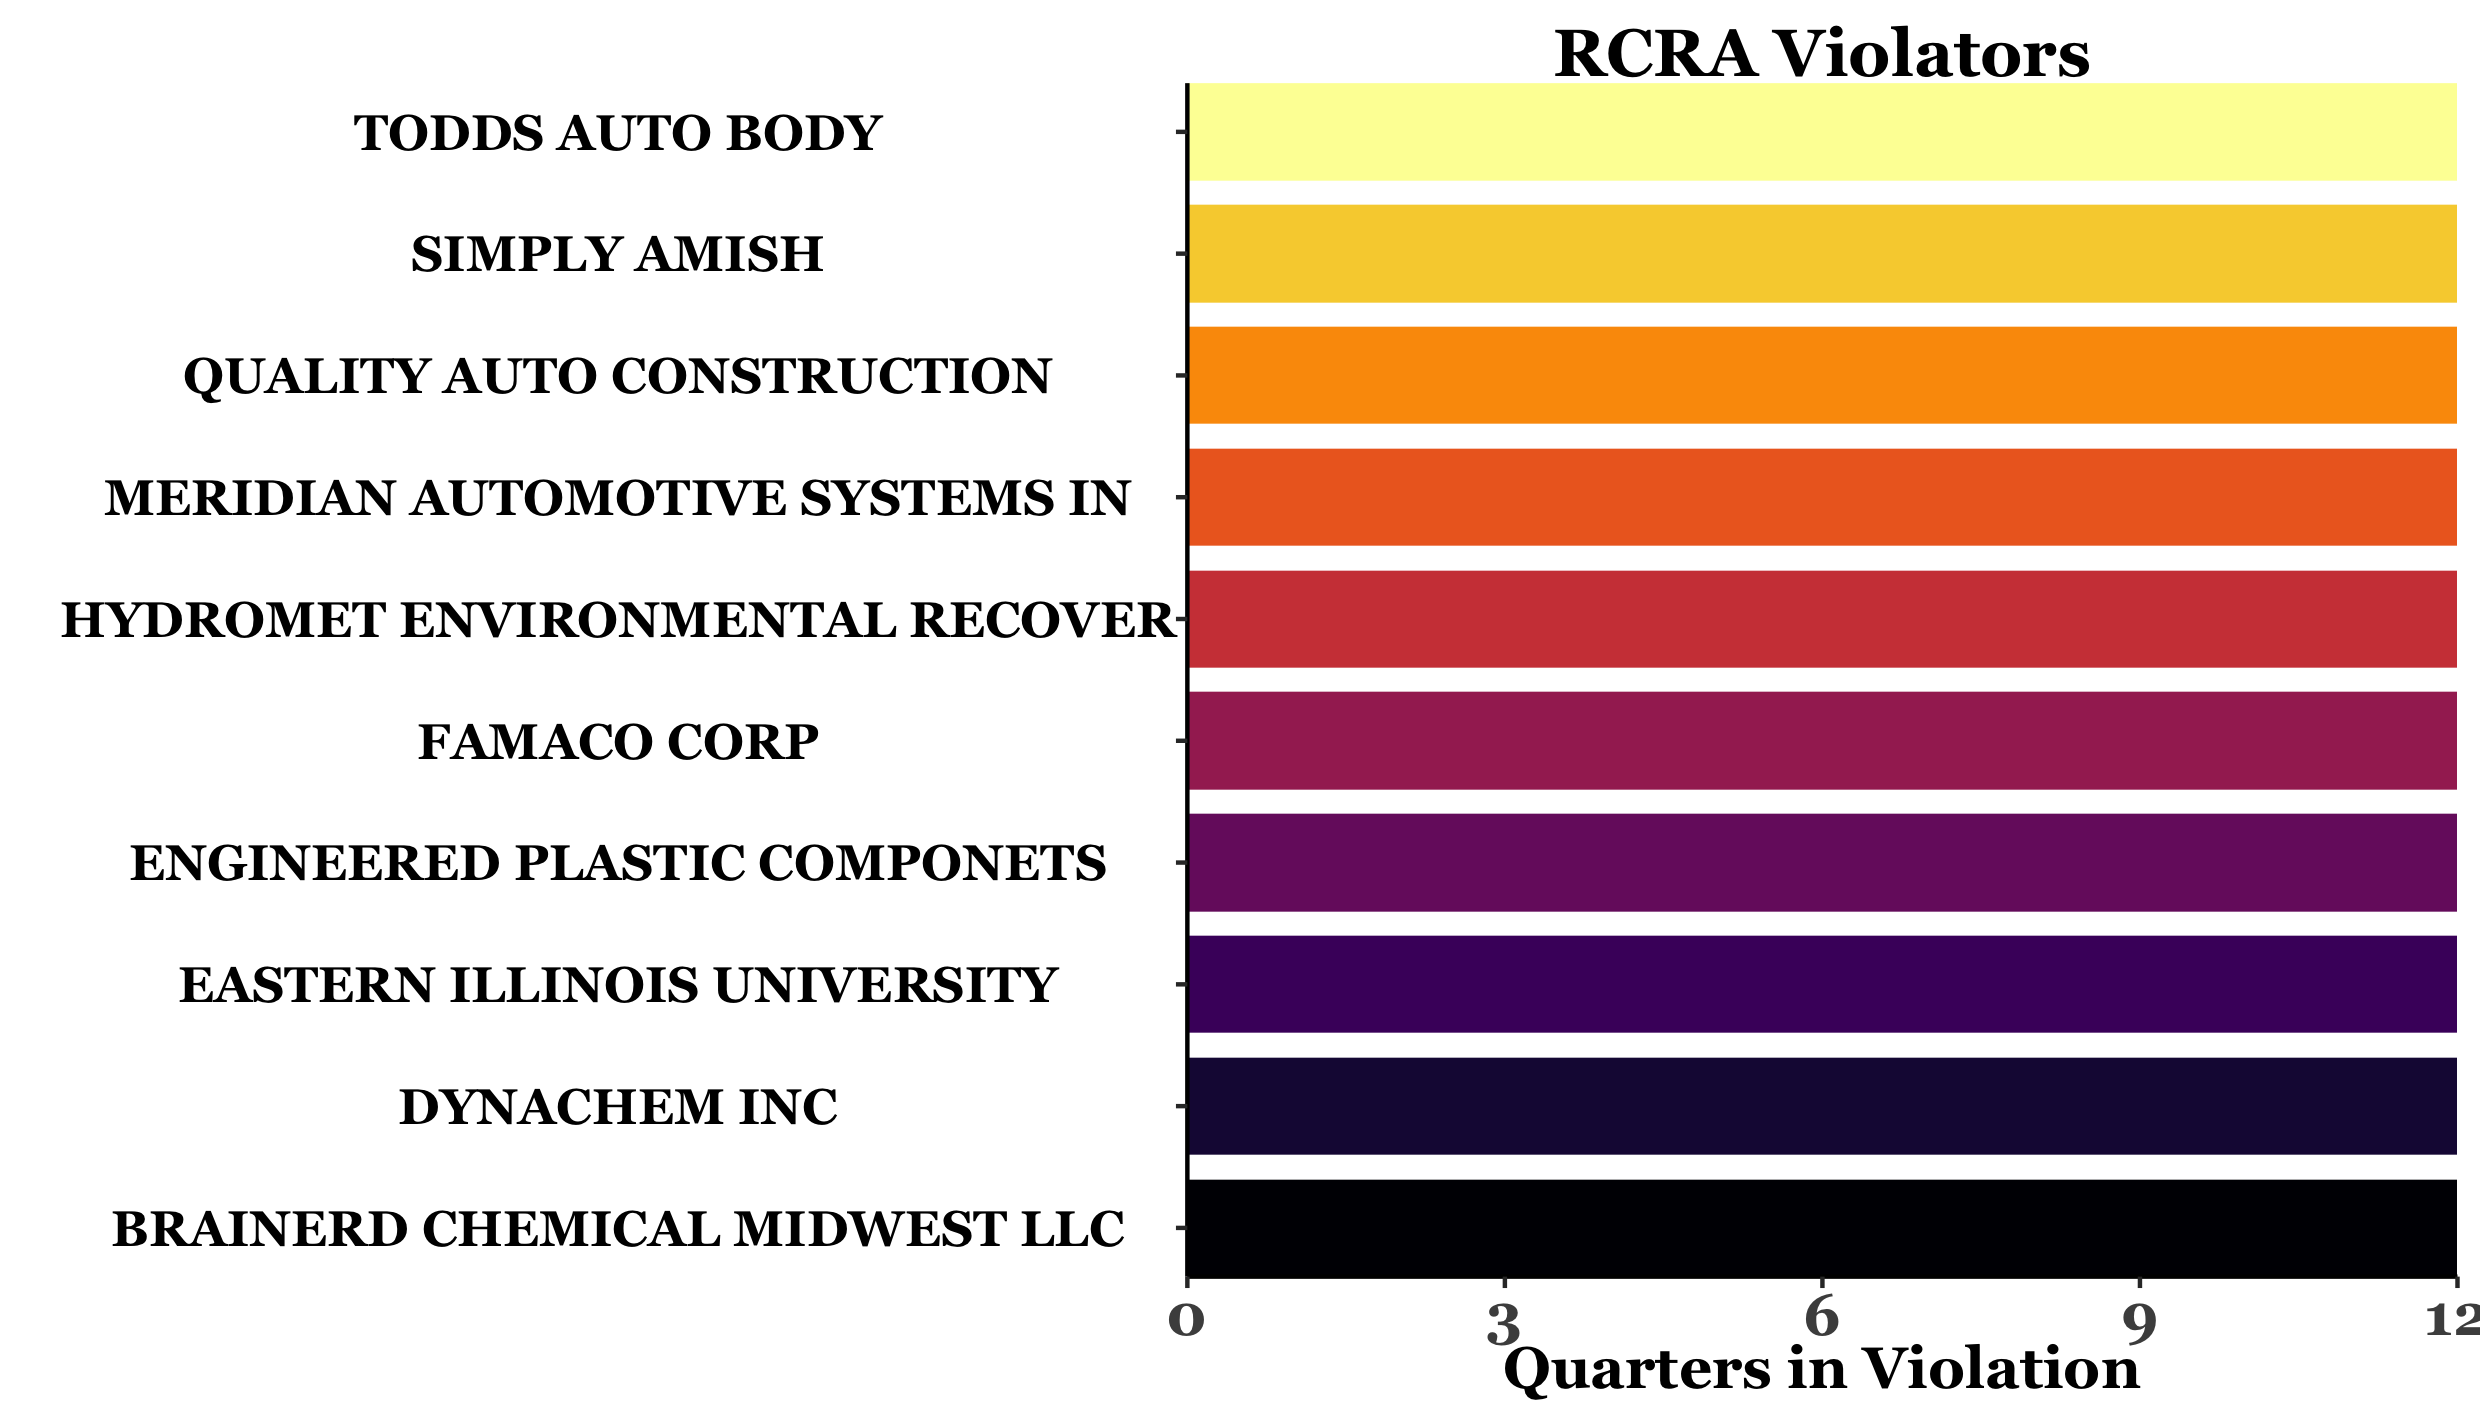 RCRA Violators
TODDS AUTO BODY
SIMPLY AMISH
QUALITY AUTO CONSTRUCTION
MERIDIAN AUTOMOTIVE SYSTEMS IN
HYDROMET ENVIRONMENTAL RECOVER
FAMACO CORP
ENGINEERED PLASTIC COMPONETS
EASTERN ILLINOIS UNIVERSITY
DYNACHEM INC
BRAINERD CHEMICAL MIDWEST LLC
0 3 6 9 12
Quarters in Violation